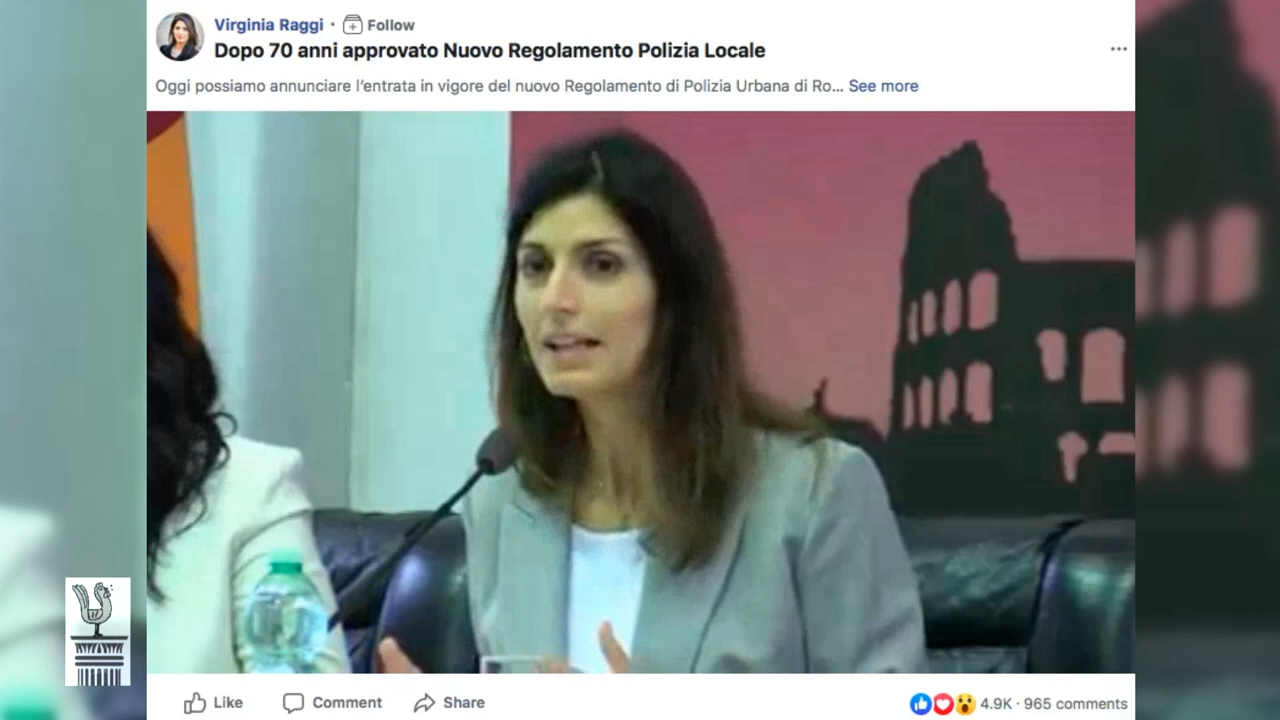 Virginia Raggi · Follow
Dopo 70 anni approvato Nuovo Regolamento Polizia Locale
Oggi possiamo annunciare l'entrata in vigore del nuovo Regolamento di Polizia Urbana di Ro... See more
Like Comment Share 4.9K · 965 comments